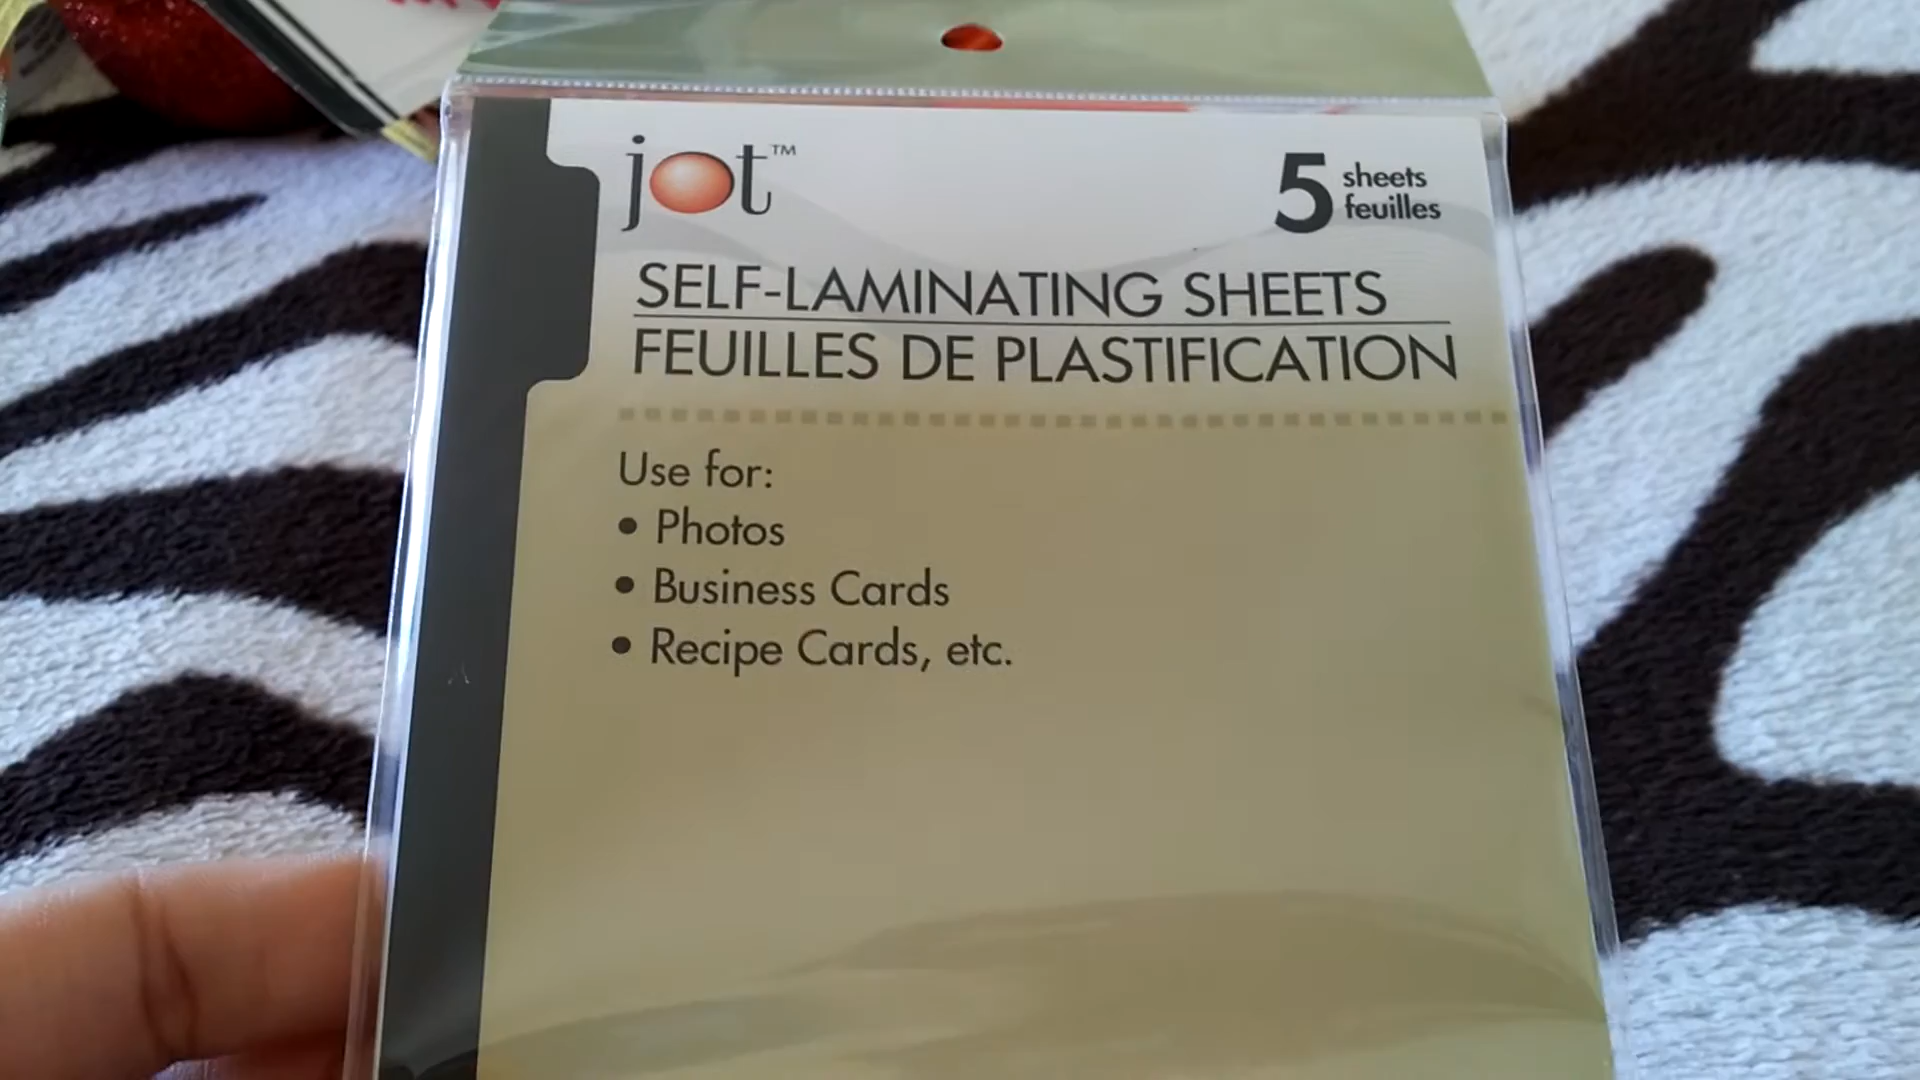 jot™
5 sheets
feuilles
SELF-LAMINATING SHEETS
FEUILLES DE PLASTIFICATION
Use for:
• Photos
• Business Cards
• Recipe Cards, etc.